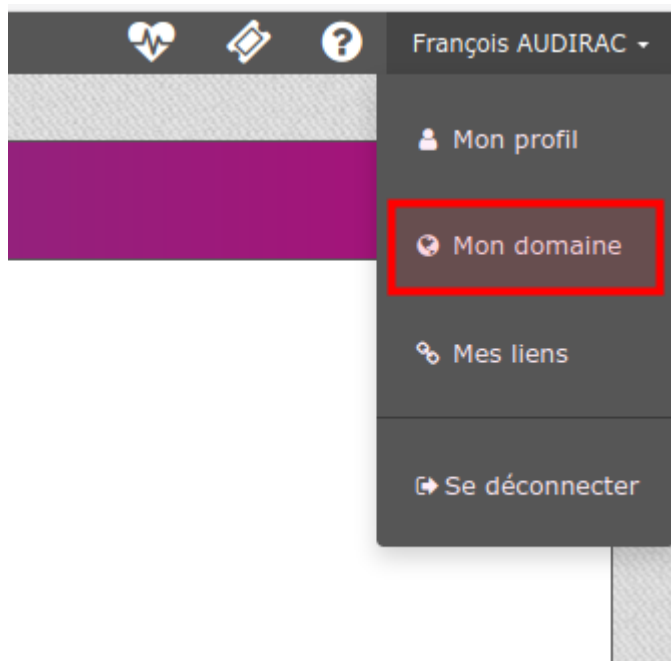 François AUDIRAC
Mon profil
Mon domaine
Mes liens
Se déconnecter